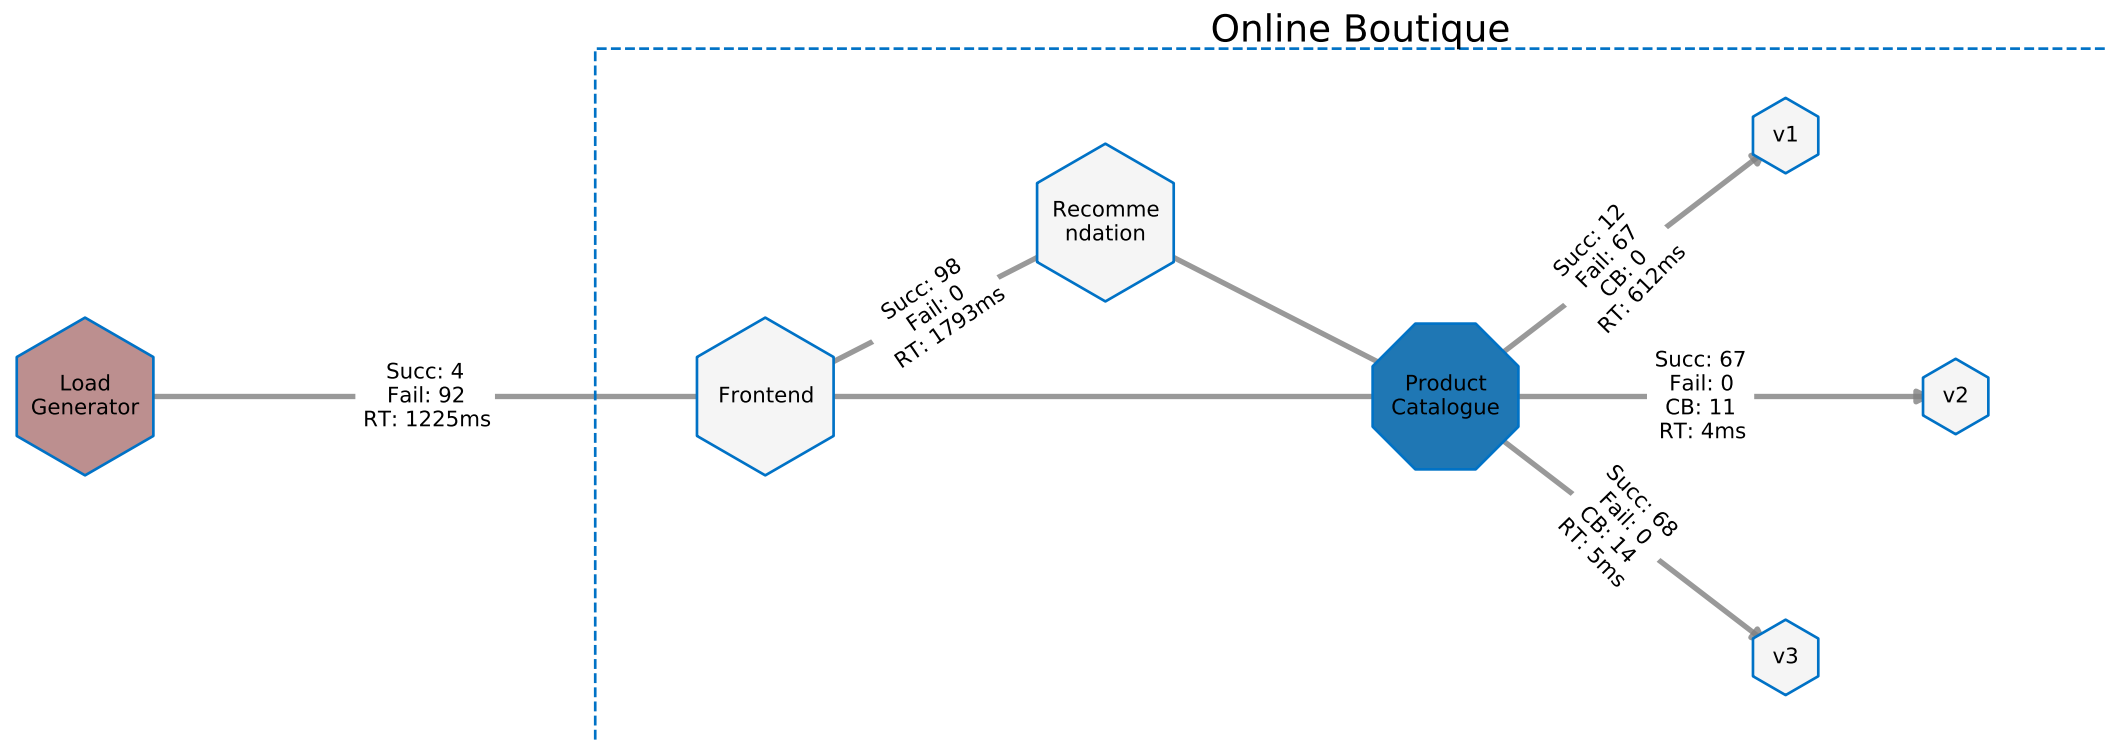 Online Boutique
Load
Generator
Succ: 4
Fail: 92
RT: 1225ms
Frontend
Succ: 98
Fail: 0
RT: 1793ms
Recomme
ndation
Product
Catalogue
Succ: 12
Fail: 67
CB: 0
RT: 612ms
v1
Succ: 67
Fail: 0
CB: 11
RT: 4ms
v2
Succ: 68
Fail: 0
CB: 14
RT: 5ms
v3